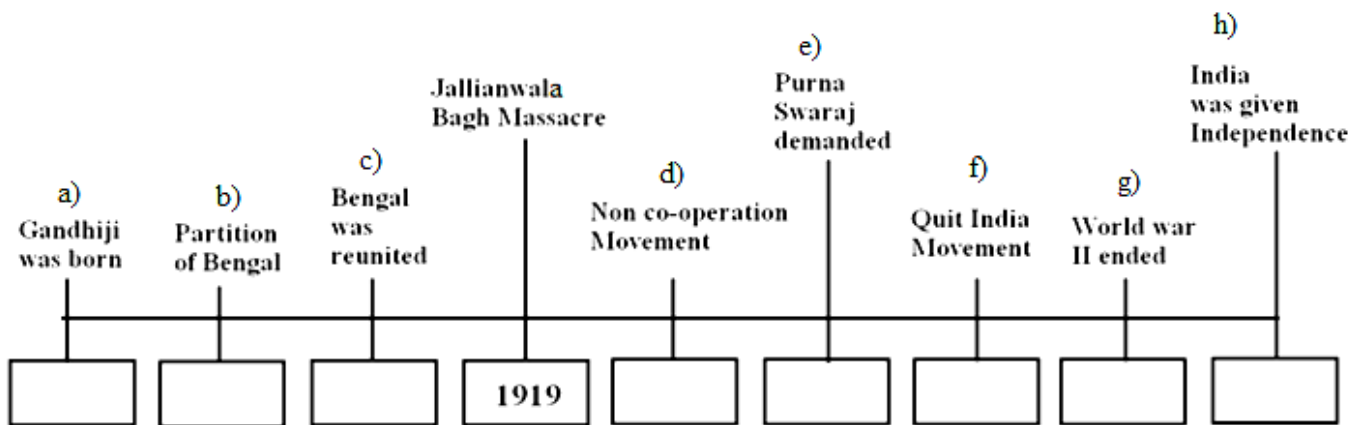 a)
Gandhiji
was born
b)
Partition
of Bengal
c)
Bengal
was
reunited
Jallianwala
Bagh Massacre
d)
Non co-operation
Movement
e)
Purna
Swaraj
demanded
f)
Quit India
Movement
g)
World war
II ended
h)
India
was given
Independence
1919